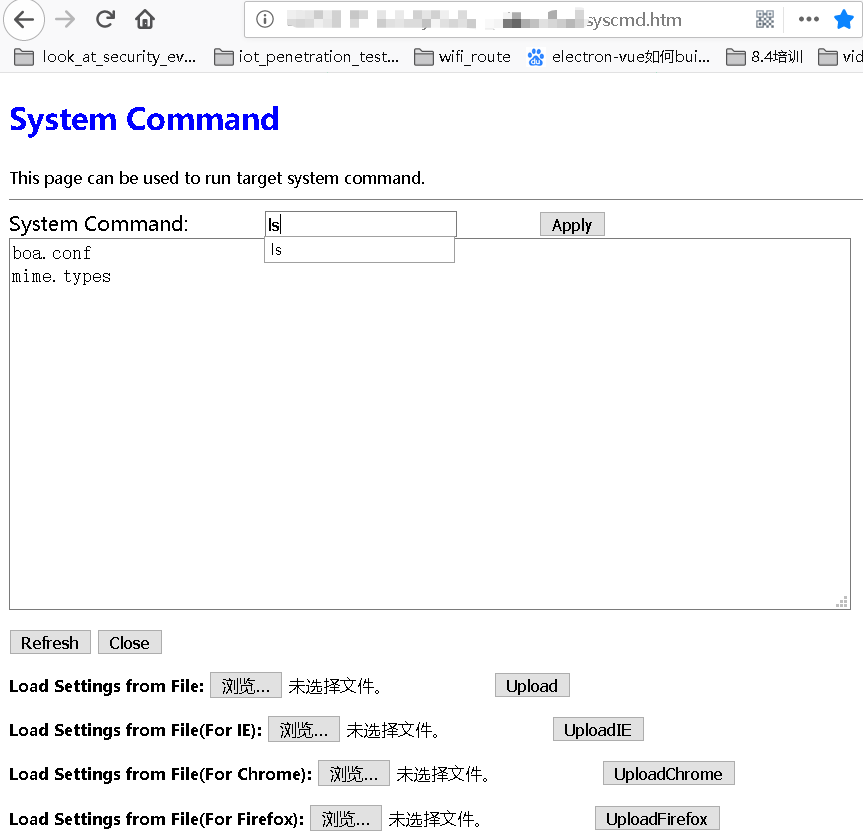 syscmd.htm
look_at_security_ev... iot_penetration_test... wifi_route electron-vue如何bui... 8.4培训 vid
System Command
This page can be used to run target system command.
System Command: ls Apply
ls
boa.conf
mime.types
Refresh Close
Load Settings from File: 浏览... 未选择文件。 Upload
Load Settings from File(For IE): 浏览... 未选择文件。 UploadIE
Load Settings from File(For Chrome): 浏览... 未选择文件。 UploadChrome
Load Settings from File(For Firefox): 浏览... 未选择文件。 UploadFirefox